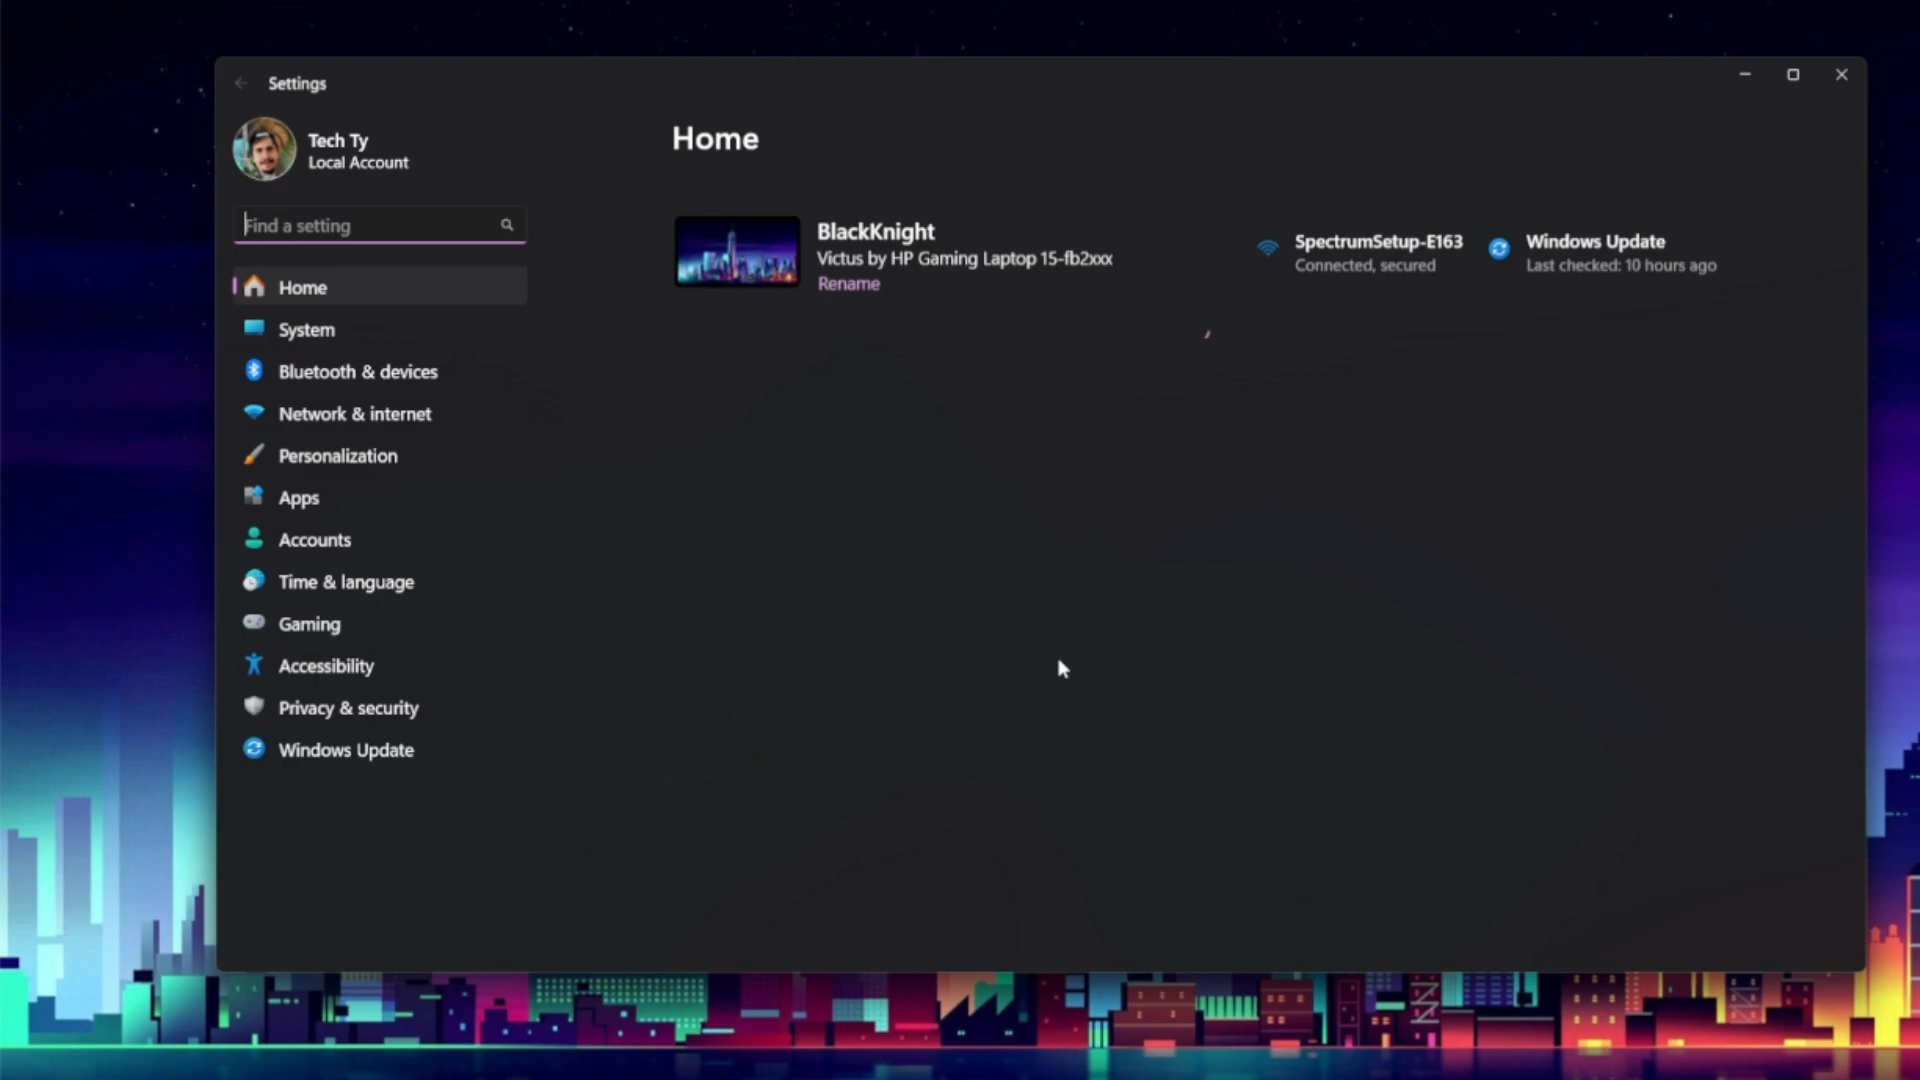 Settings
Tech Ty
Local Account
Find a setting
Home
System
Bluetooth & devices
Network & internet
Personalization
Apps
Accounts
Time & language
Gaming
Accessibility
Privacy & security
Windows Update
Home
BlackKnight
Victus by HP Gaming Laptop 15-fb2xxx
Rename
SpectrumSetup-E163
Connected, secured
Windows Update
Last checked: 10 hours ago